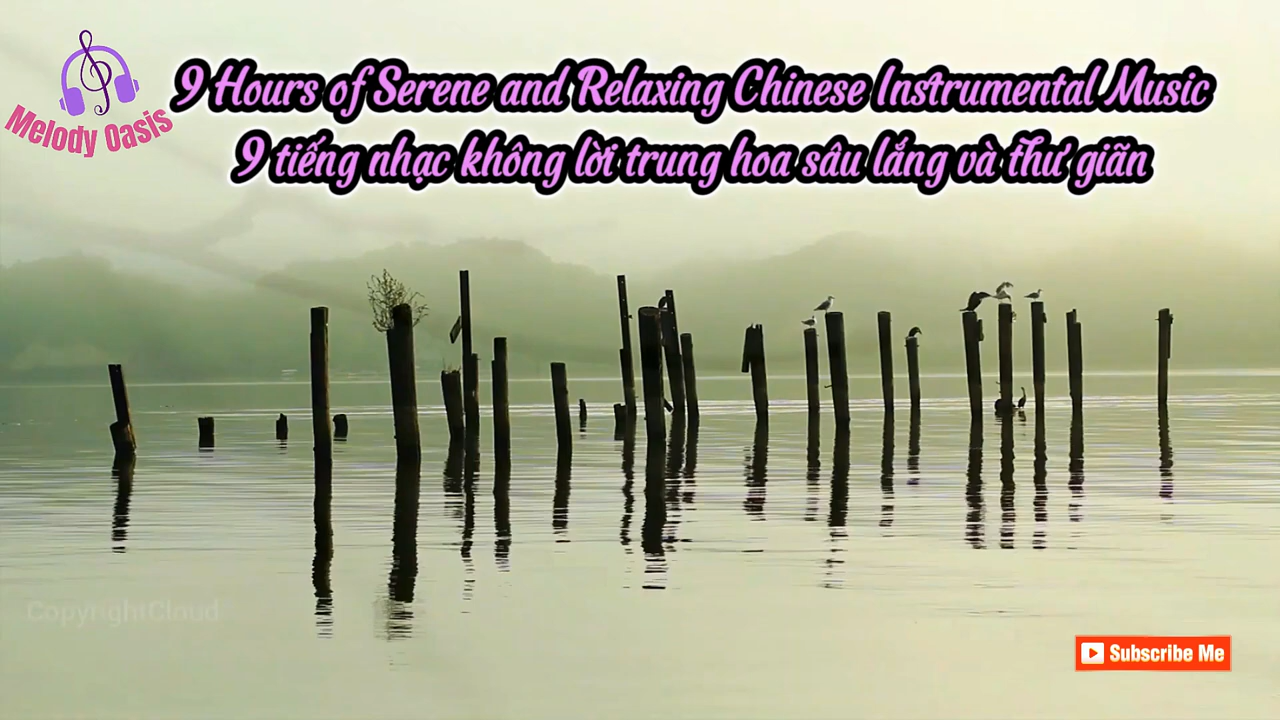 Melody Oasis
9 Hours of Serene and Relaxing Chinese Instrumental Music
9 tiếng nhạc không lời trung hoa sâu lắng và thư giãn
CopyrightCloud
Subscribe Me